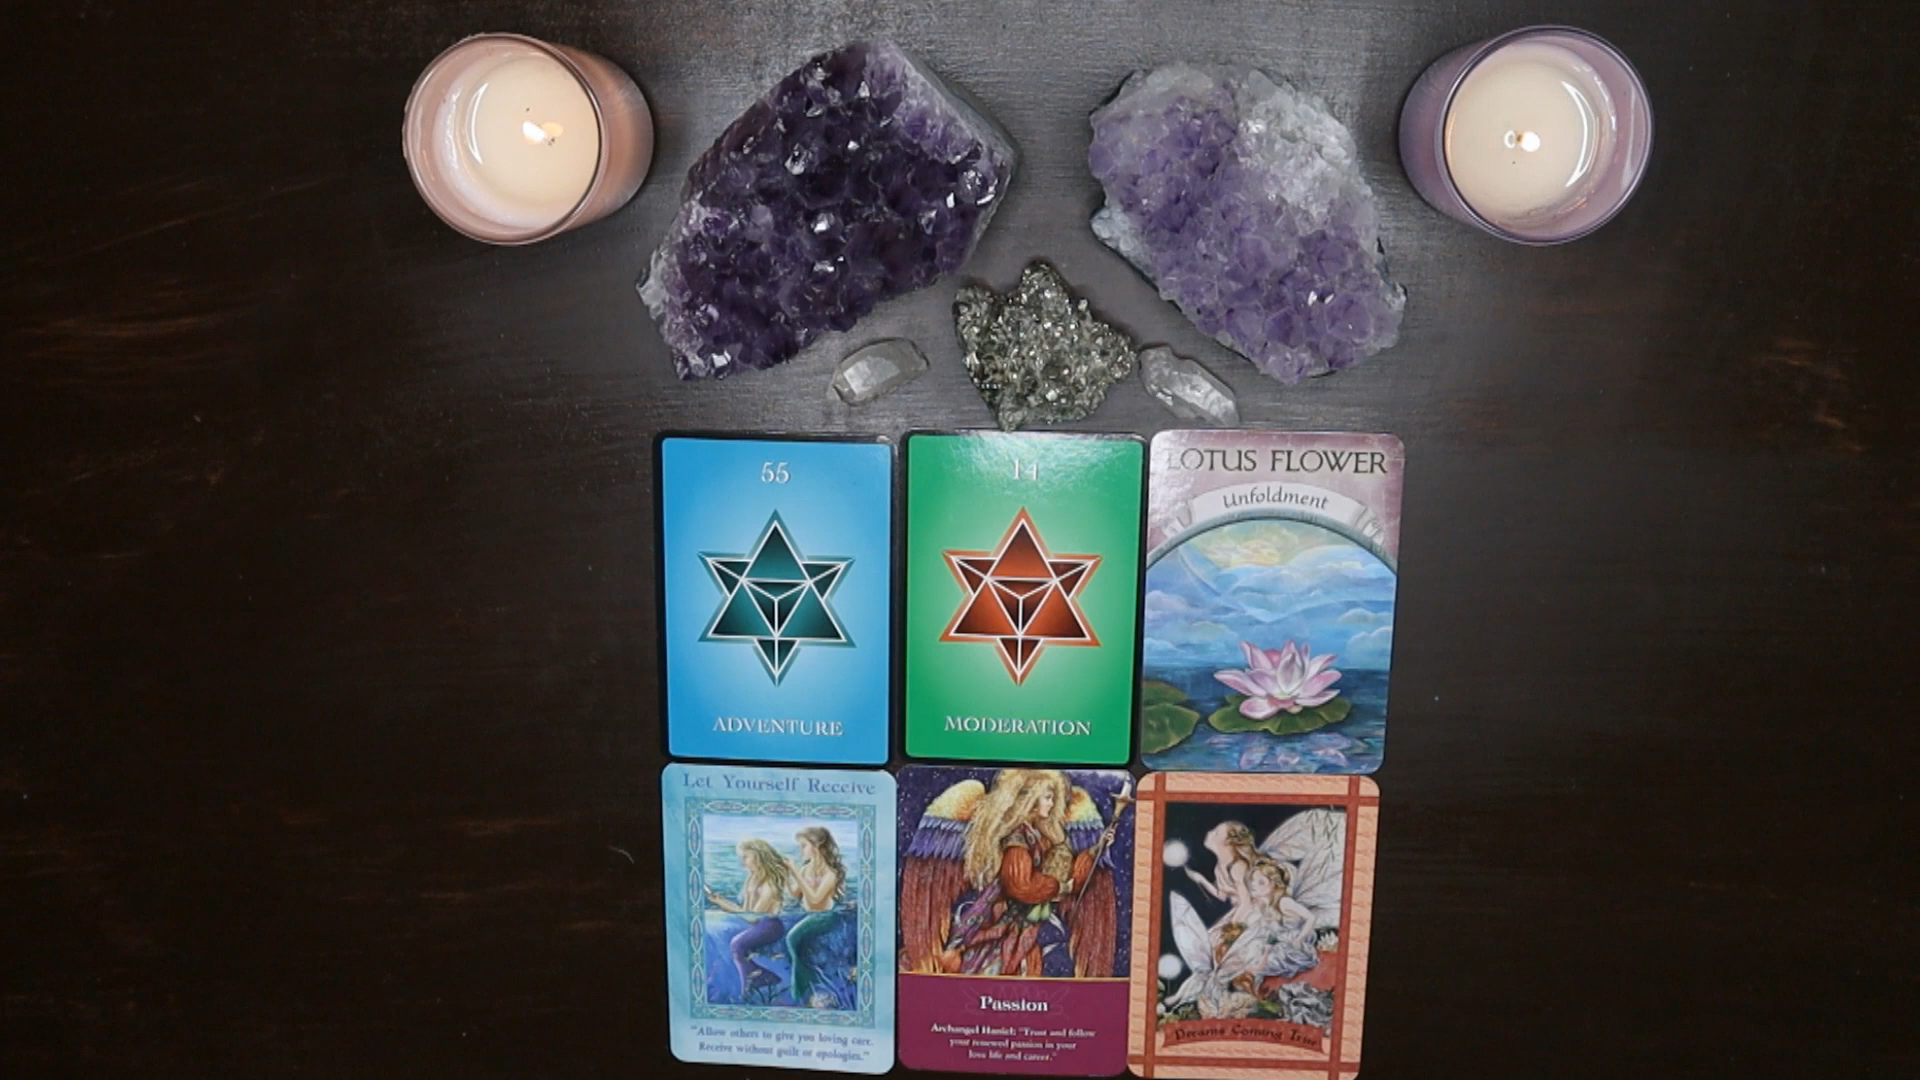 55
ADVENTURE
14
MODERATION
LOTUS FLOWER
Unfoldment
Let Yourself Receive
"Allow others to give you loving care.
Receive without guilt or apologies."
Passion
Archangel Haniel: "Trust and follow
your renewed passion in your
love life and career."
Dreams Coming True